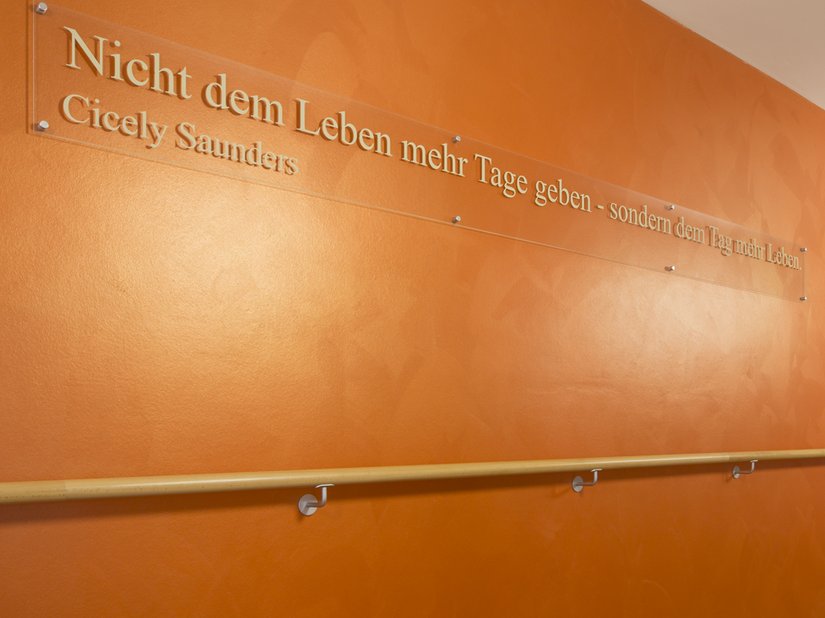 Nicht dem Leben mehr Tage geben - sondern dem Tag mehr Leben.
Cicely Saunders